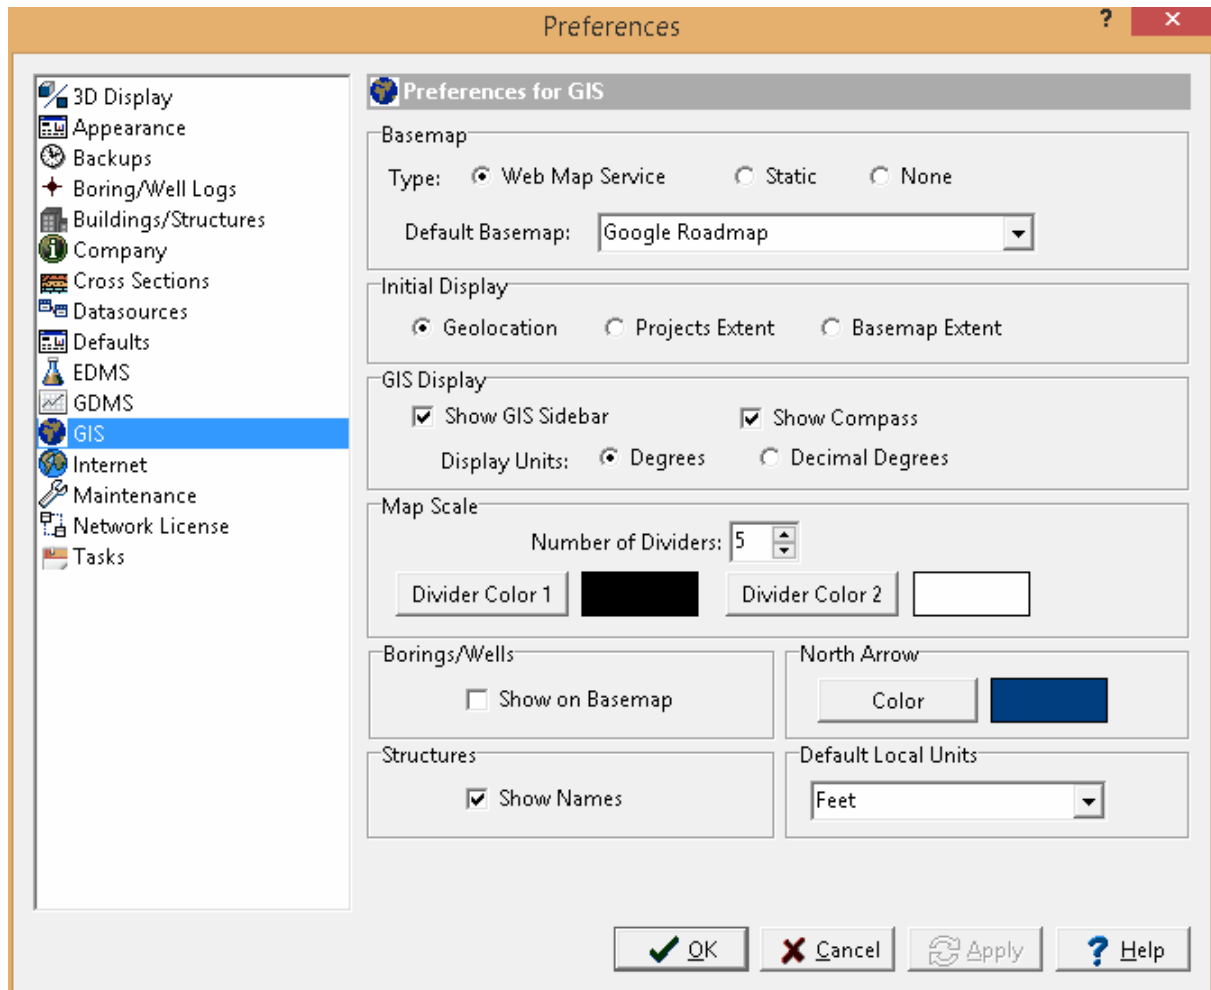 Preferences
?
3D Display
Appearance
Backups
Boring/Well Logs
Buildings/Structures
Company
Cross Sections
Datasources
Defaults
EDMS
GDMS
GIS
Internet
Maintenance
Network License
Tasks
Preferences for GIS
Basemap
Type: Web Map Service Static None
Default Basemap: Google Roadmap
Initial Display
Geolocation Projects Extent Basemap Extent
GIS Display
Show GIS Sidebar Show Compass
Display Units: Degrees Decimal Degrees
Map Scale
Number of Dividers: 5
Divider Color 1 Divider Color 2
Borings/Wells
Show on Basemap
North Arrow
Color
Structures
Show Names
Default Local Units
Feet
OK Cancel Apply ? Help